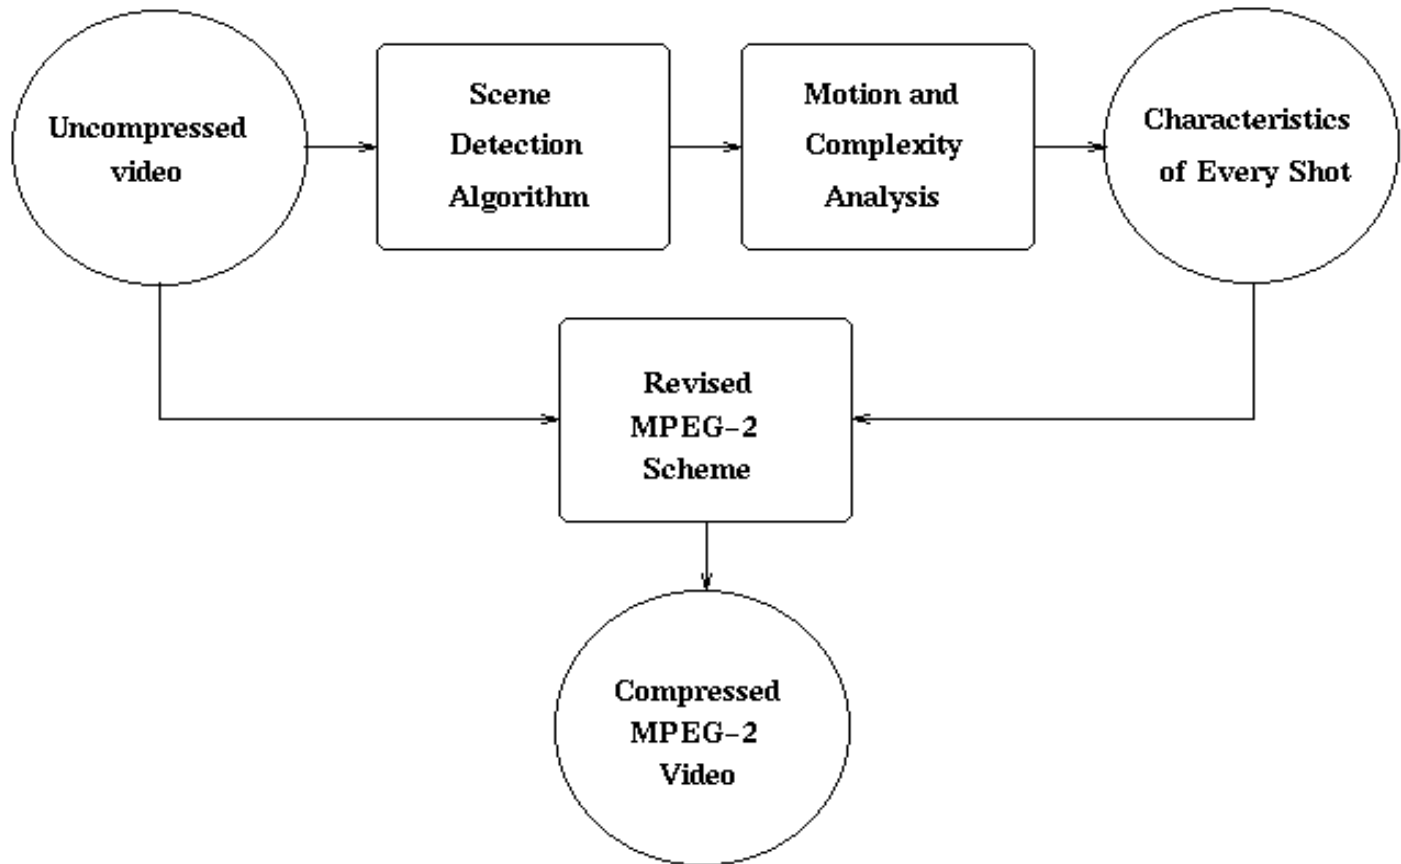 Uncompressed
video
Scene
Detection
Algorithm
Motion and
Complexity
Analysis
Characteristics
of Every Shot
Revised
MPEG-2
Scheme
Compressed
MPEG-2
Video